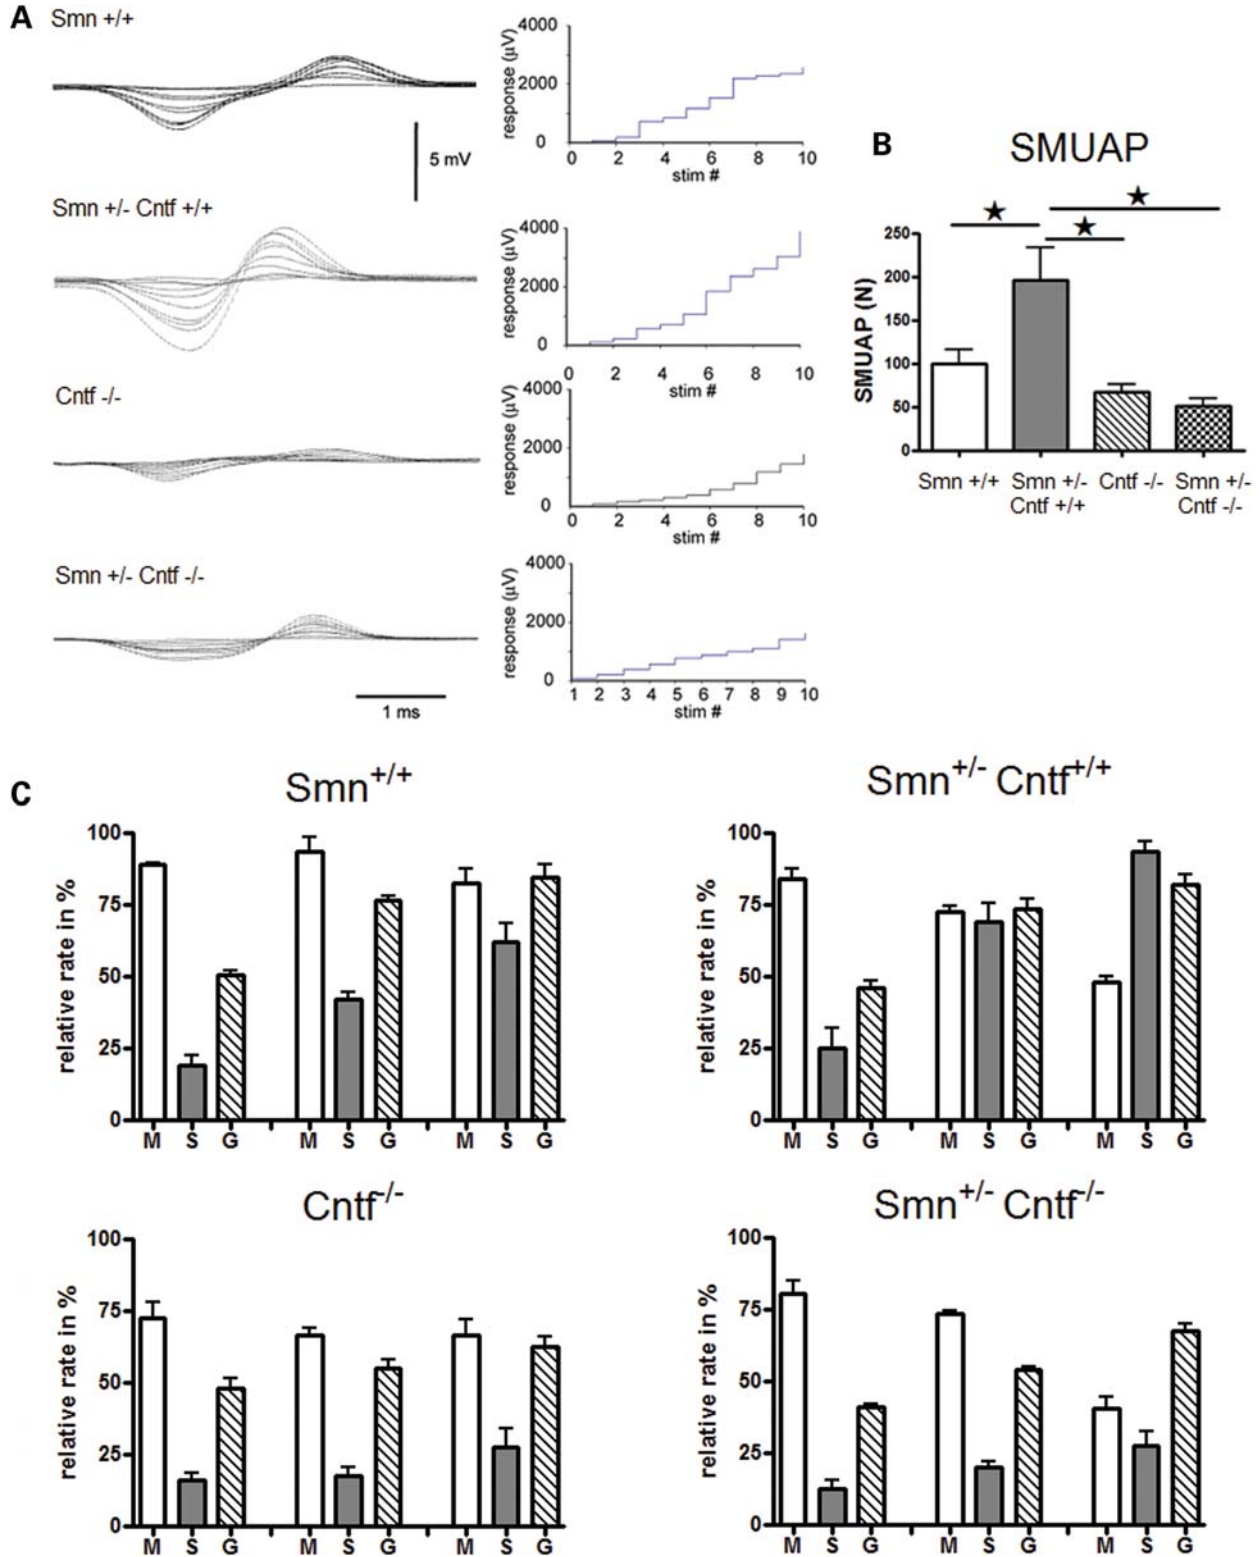 A
Smn +/+
5 mV
Smn +/- Cntf +/+
Cntf -/-
Smn +/- Cntf -/-
1 ms
response (µV)
4000
2000
0
0 2 4 6 8 10
stim #
response (µV)
4000
2000
0
0 2 4 6 8 10
stim #
response (µV)
4000
2000
0
0 2 4 6 8 10
stim #
response (µV)
4000
2000
0
1 2 3 4 5 6 7 8 9 10
stim #
B
SMUAP
★
★
★
SMUAP (N)
250
200
150
100
50
0
Smn +/+ Smn +/- Cntf -/- Smn +/-
Cntf +/+ Cntf -/-
C
Smn+/+
relative rate in %
100
75
50
25
0
M S G M S G M S G
Smn+/- Cntf+/+
relative rate in %
100
75
50
25
0
M S G M S G M S G
Cntf-/-
relative rate in %
100
75
50
25
0
M S G M S G M S G
Smn+/- Cntf-/-
relative rate in %
100
75
50
25
0
M S G M S G M S G